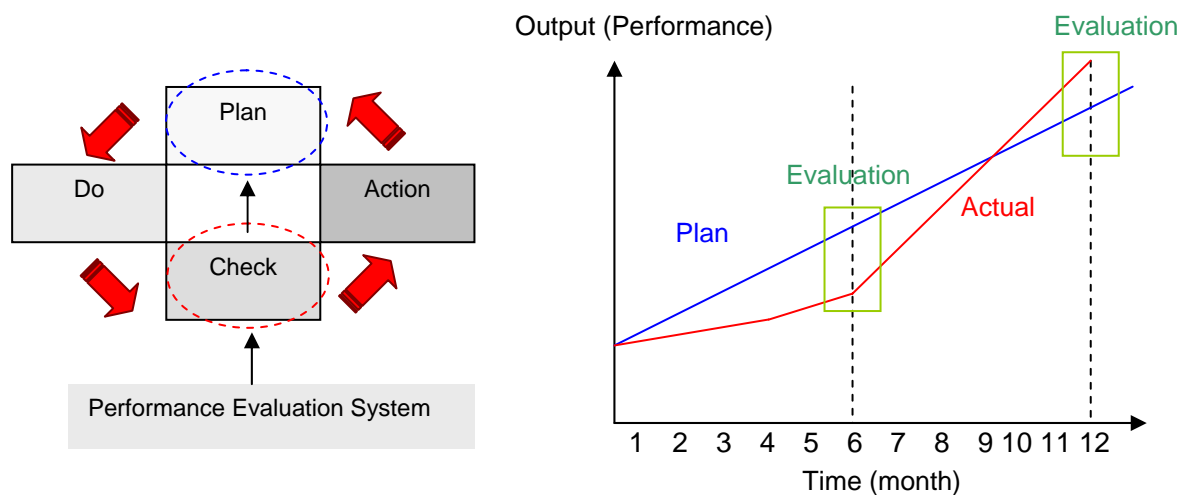 Plan
Do
Action
Check
Performance Evaluation System
Output (Performance)
Evaluation
Evaluation
Actual
Plan
1 2 3 4 5 6 7 8 9 10 11 12
Time (month)